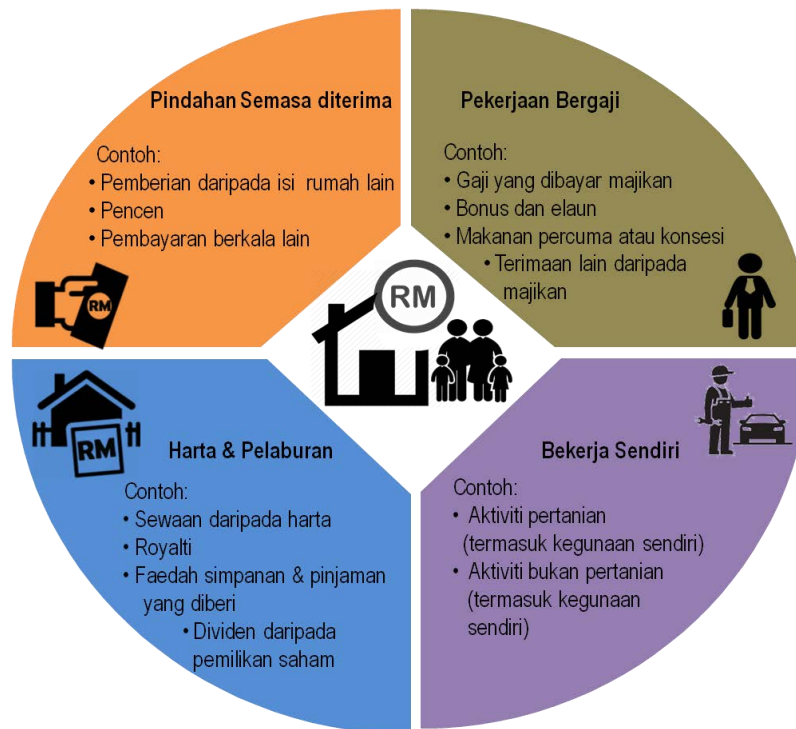 Pindahan Semasa diterima
Contoh:
• Pemberian daripada isi rumah lain
• Pencen
• Pembayaran berkala lain
RM
Pekerjaan Bergaji
Contoh:
• Gaji yang dibayar majikan
• Bonus dan elaun
• Makanan percuma atau konsesi
• Terimaan lain daripada
majikan
RM
RM
Harta & Pelaburan
Contoh:
• Sewaan daripada harta
• Royalti
• Faedah simpanan & pinjaman
yang diberi
• Dividen daripada
pemilikan saham
Bekerja Sendiri
Contoh:
• Aktiviti pertanian
(termasuk kegunaan sendiri)
• Aktiviti bukan pertanian
(termasuk kegunaan
sendiri)